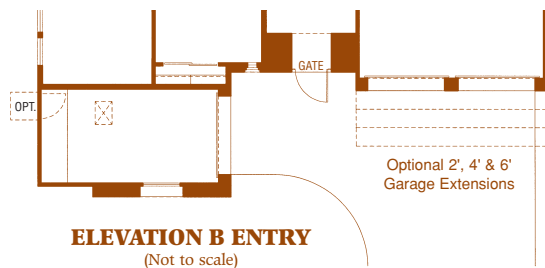 GATE
OPT.
Optional 2', 4' & 6'
Garage Extensions
ELEVATION B ENTRY
(Not to scale)